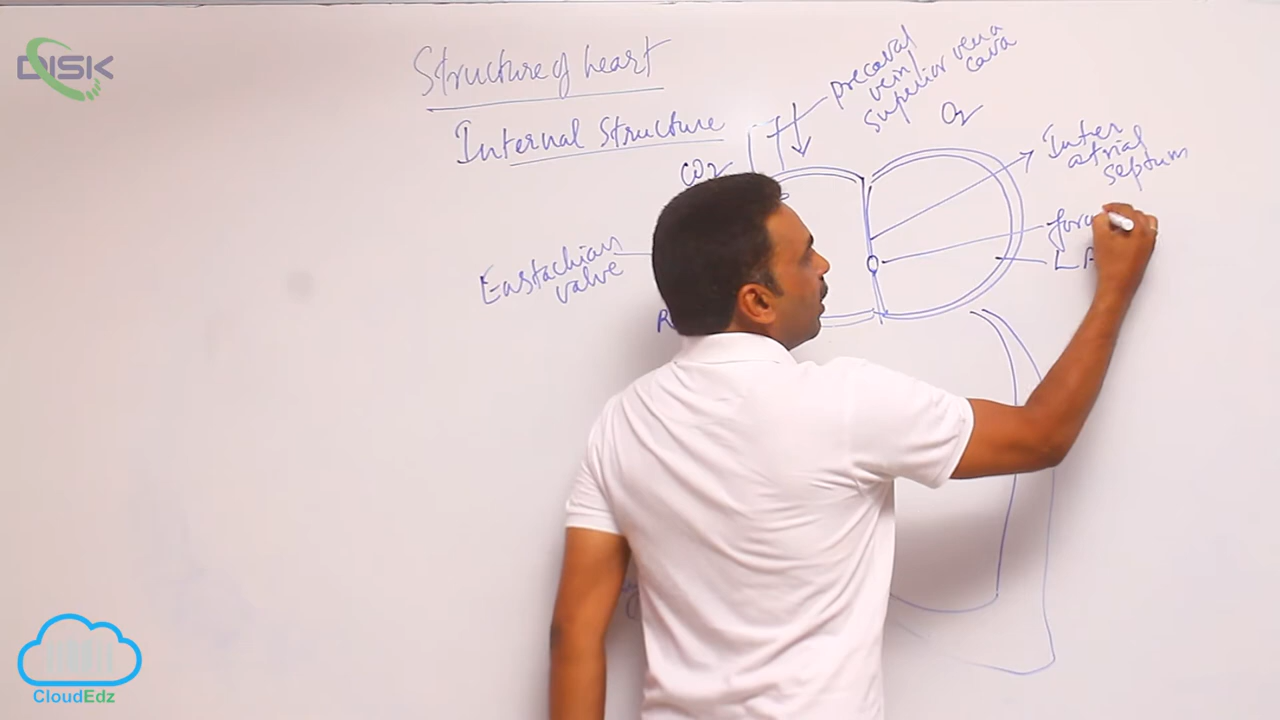 DISK
Structure of heart
Internal Structure
precaval
vein
superior vena
cava
O2
CO2
Inter
atrial
septum
Eustachian
valve
L A
R
CloudEdz